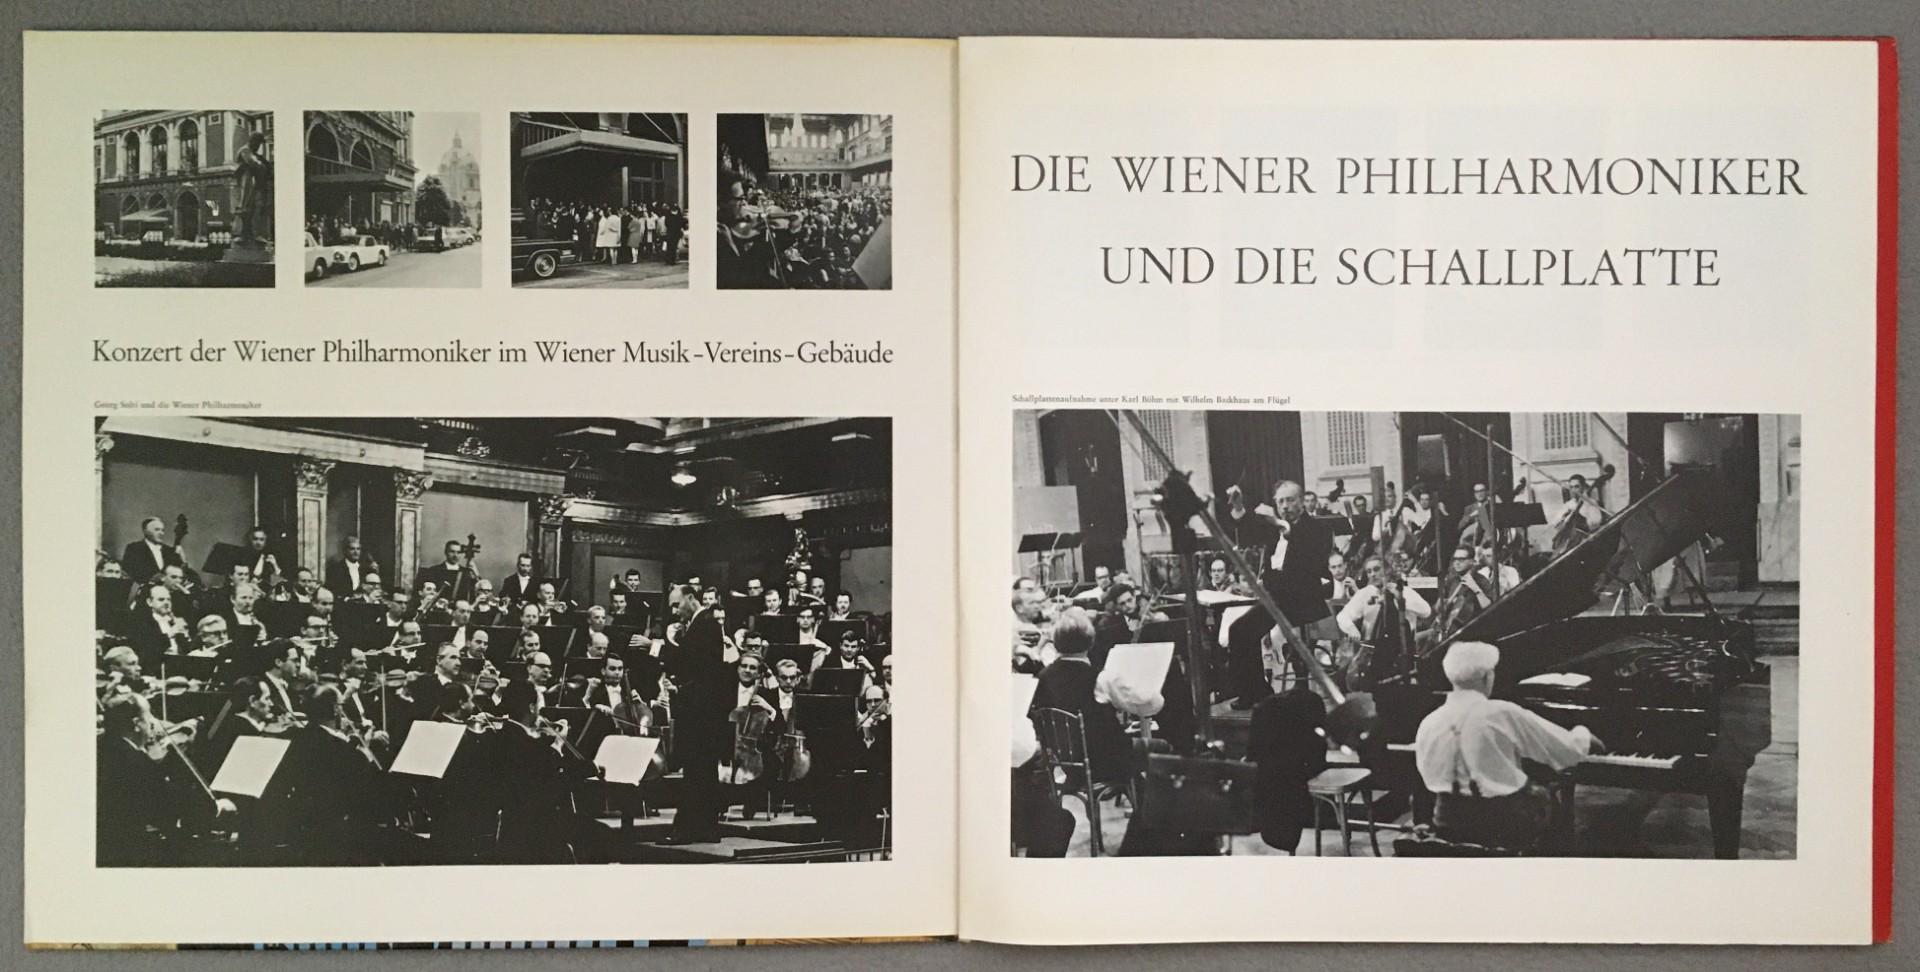 Konzert der Wiener Philharmoniker im Wiener Musik-Vereins-Gebäude
Georg Solti und die Wiener Philharmoniker
DIE WIENER PHILHARMONIKER
UND DIE SCHALLPLATTE
Schallplattenaufnahme unter Karl Böhm mit Wilhelm Backhaus am Flügel